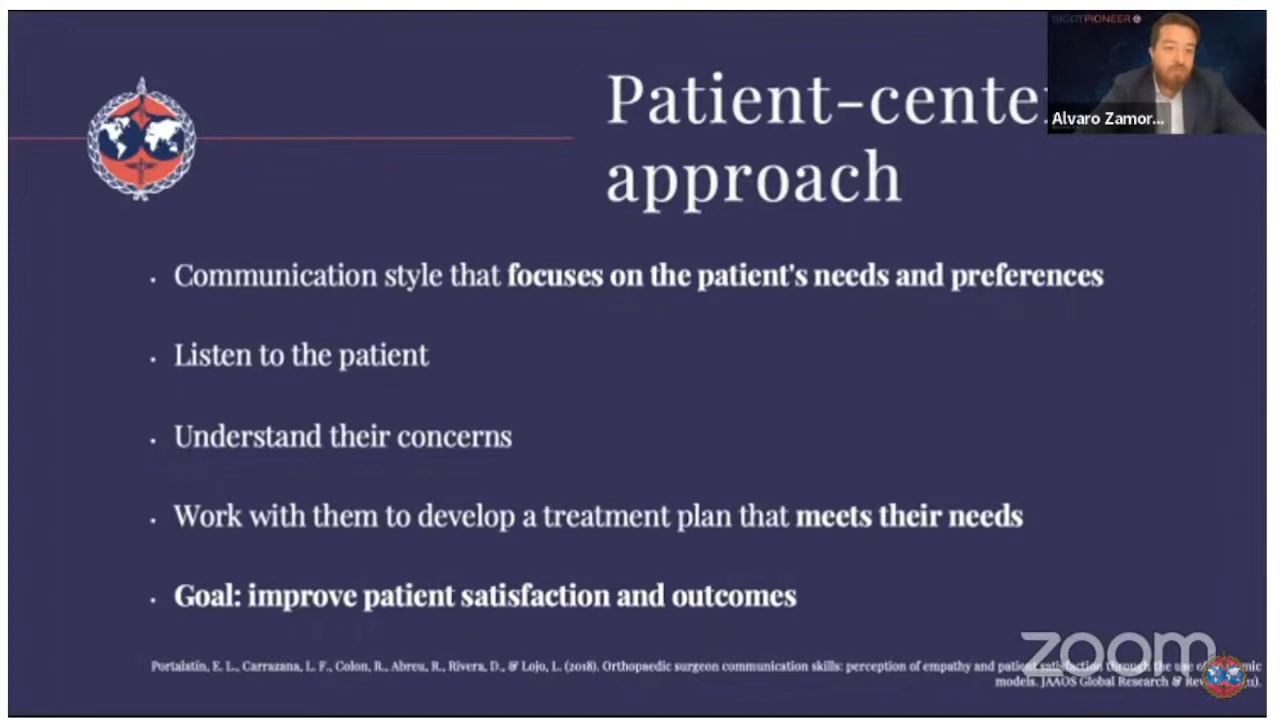 SICOT PIONEER
Patient-cente
Alvaro Zamor...
approach
· Communication style that focuses on the patient's needs and preferences
· Listen to the patient
· Understand their concerns
· Work with them to develop a treatment plan that meets their needs
· Goal: improve patient satisfaction and outcomes
zoom
Portalatín, E. L., Carrazana, L. F., Colon, R., Abreu, R., Rivera, D., & Lojo, L. (2018). Orthopaedic surgeon communication skills: perception of empathy and patient satisfaction through the use of
models. JAAOS Global Research &